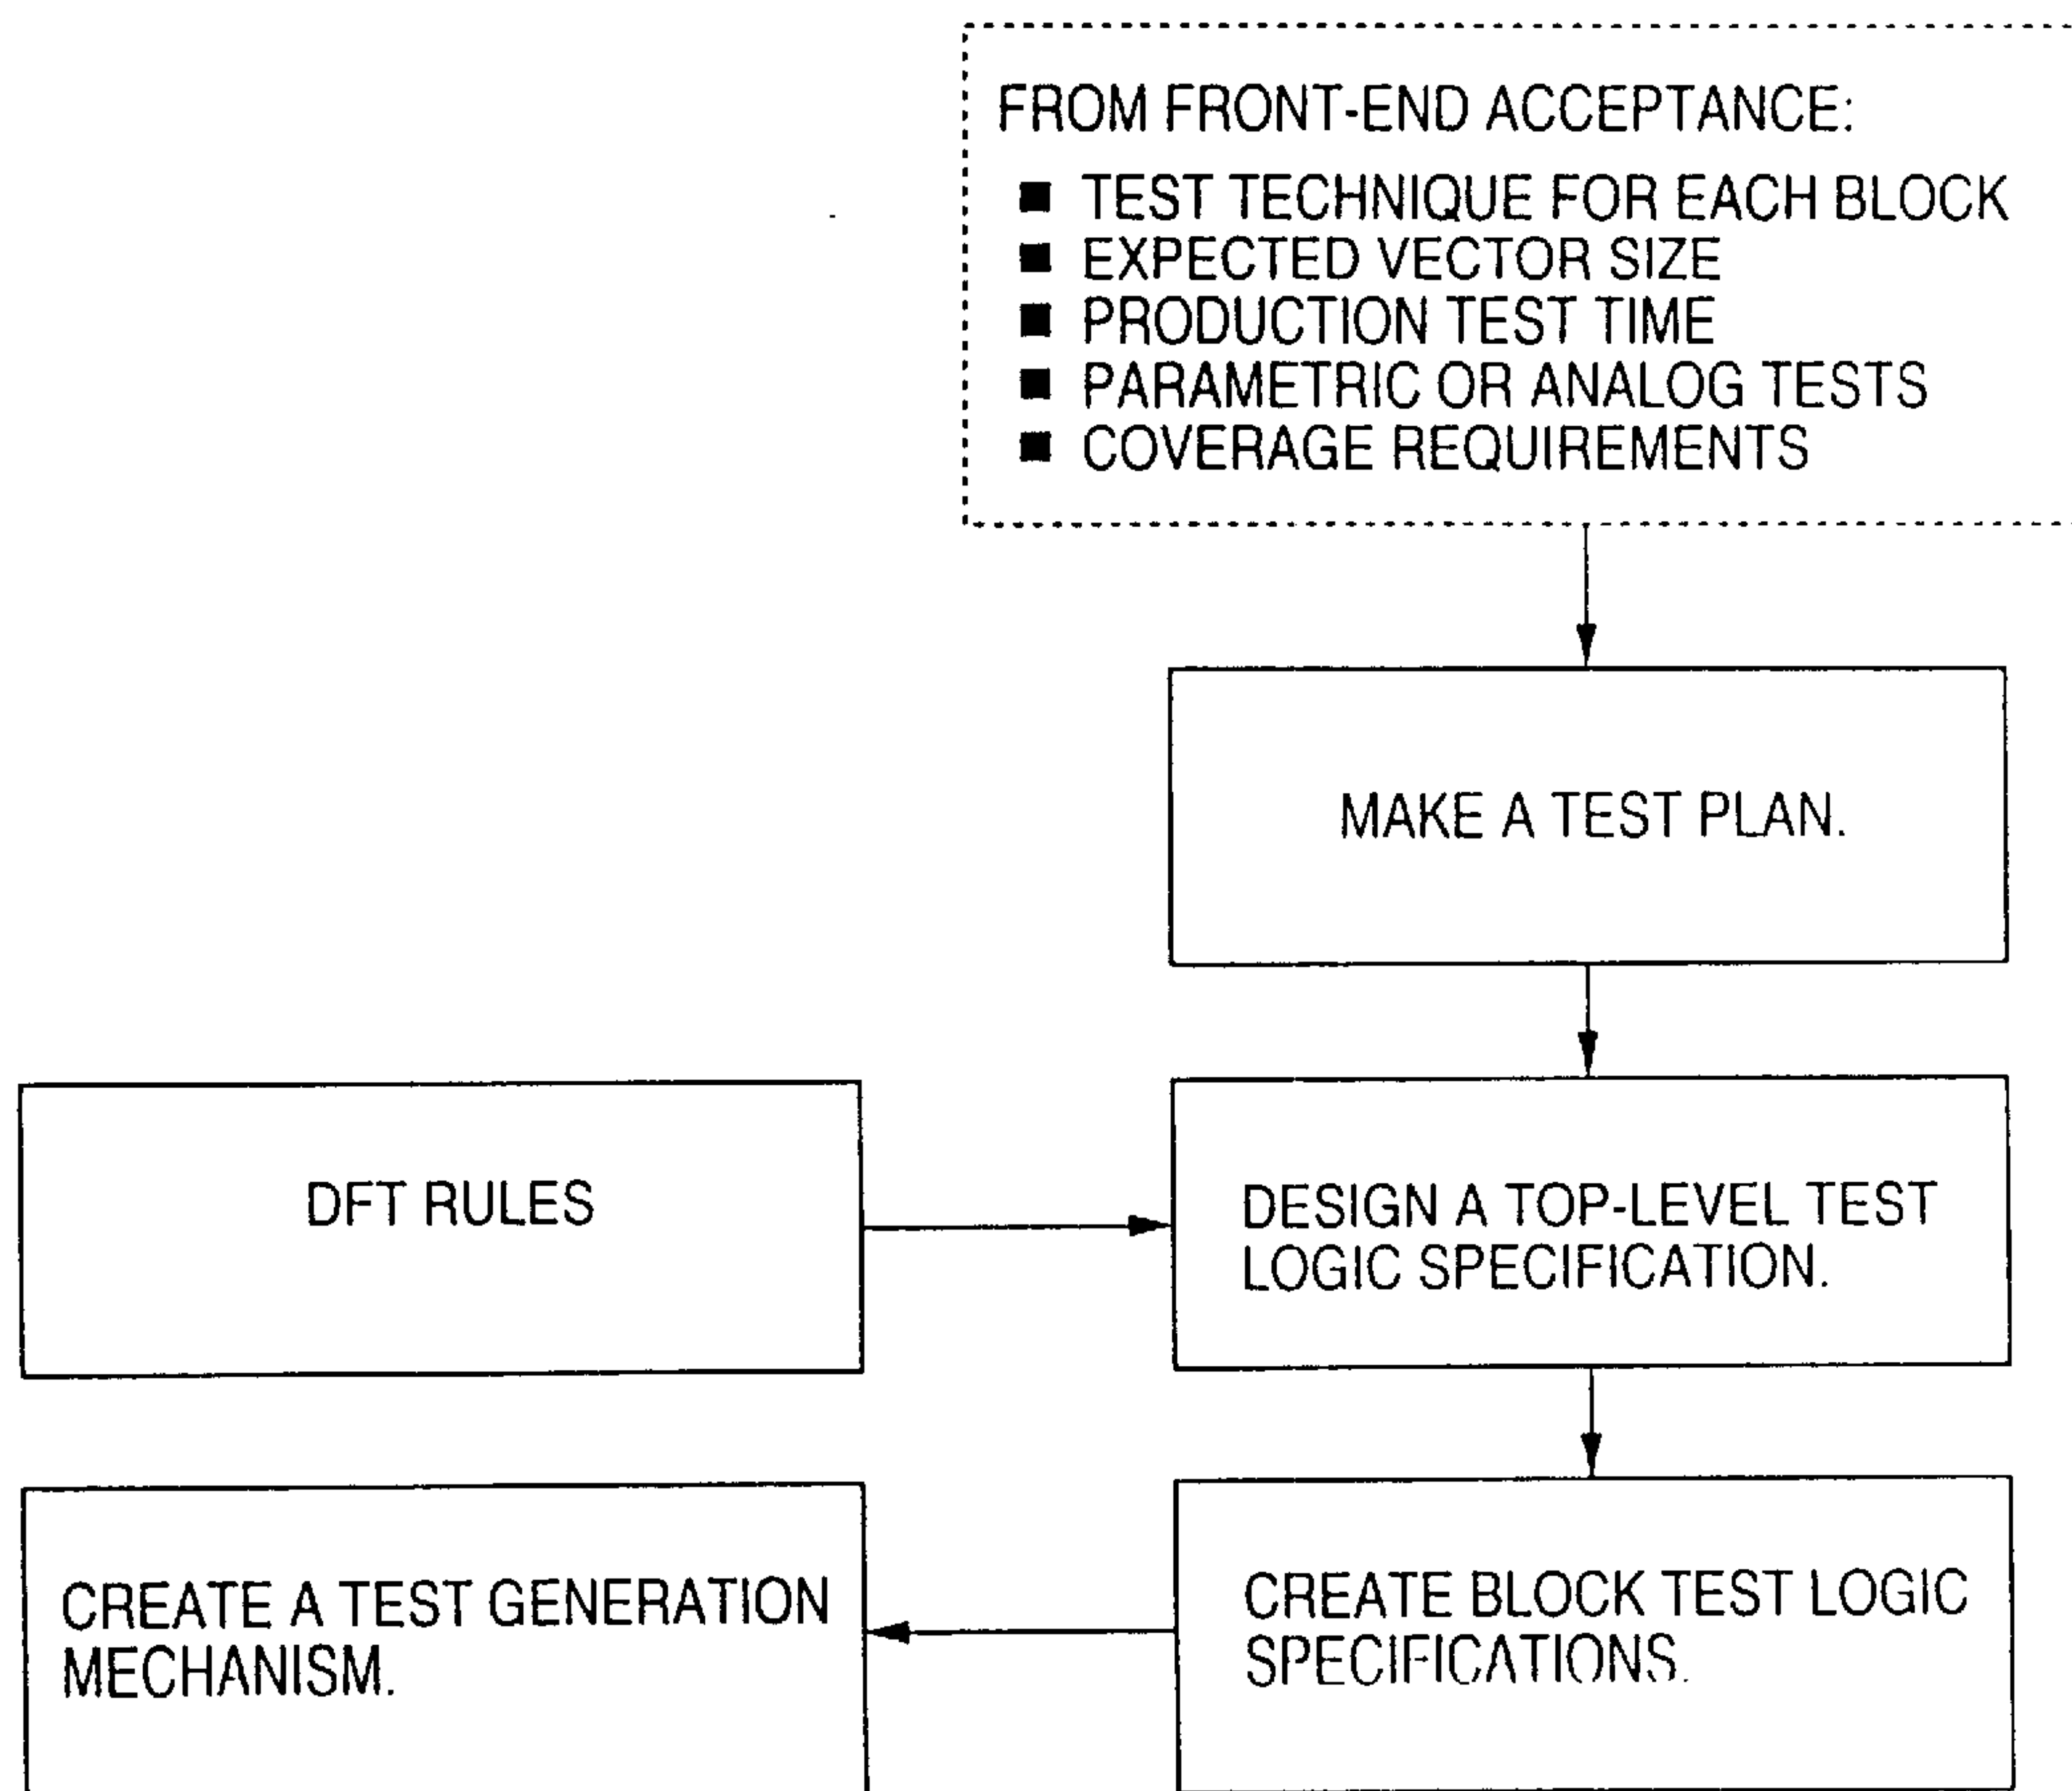 FROM FRONT-END ACCEPTANCE:
■ TEST TECHNIQUE FOR EACH BLOCK
■ EXPECTED VECTOR SIZE
■ PRODUCTION TEST TIME
■ PARAMETRIC OR ANALOG TESTS
■ COVERAGE REQUIREMENTS
MAKE A TEST PLAN.
DFT RULES
DESIGN A TOP-LEVEL TEST
LOGIC SPECIFICATION.
CREATE A TEST GENERATION
MECHANISM.
CREATE BLOCK TEST LOGIC
SPECIFICATIONS.